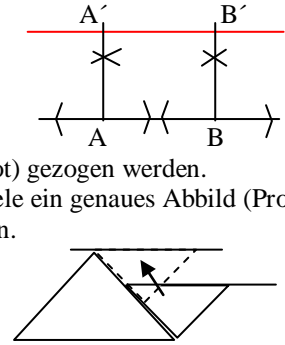 A´ B´
A B
ot) gezogen werden.
ele ein genaues Abbild (Pro
n.